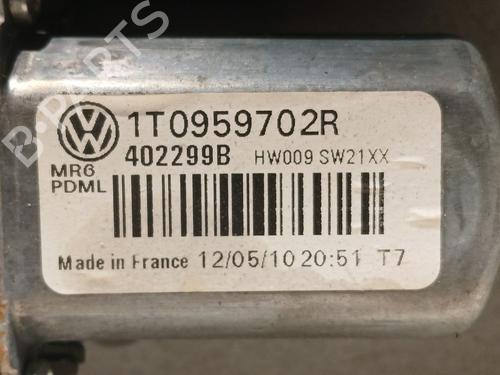 B-PARTS
1T0959702R
402299B HW009 SW21XX
MR6
PDML
Made in France 12/05/10 20:51 T7